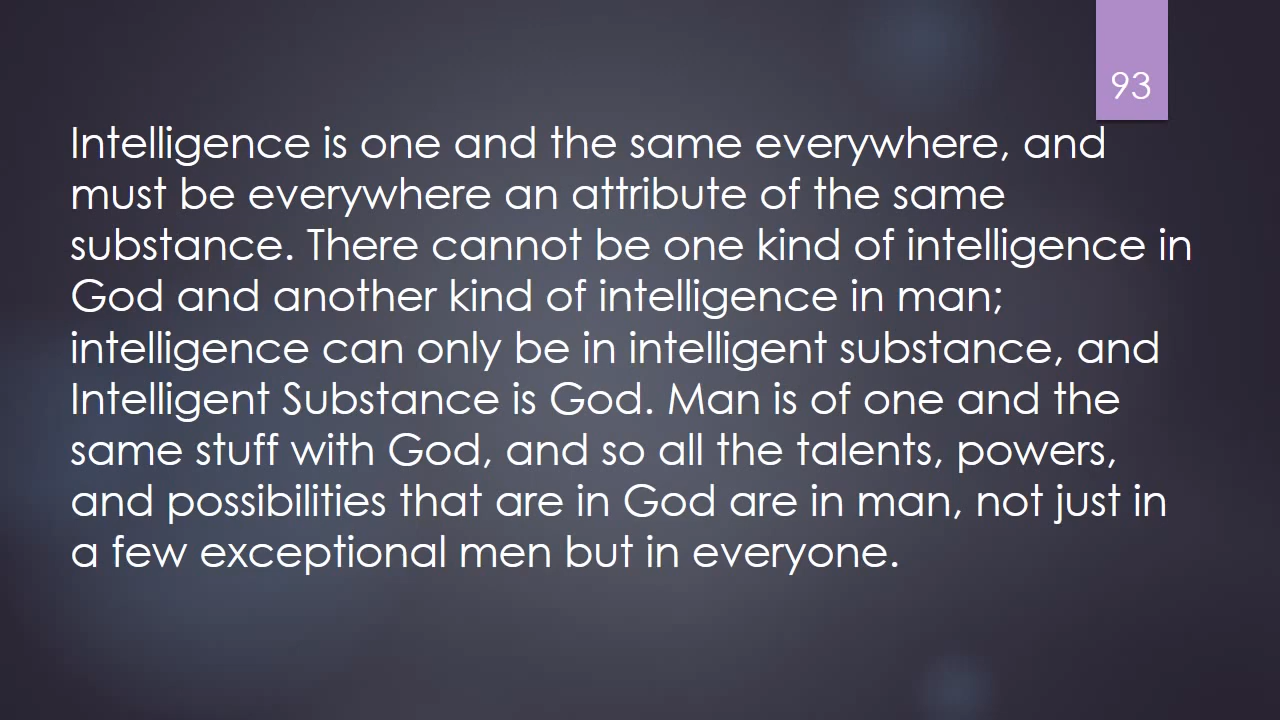 93
Intelligence is one and the same everywhere, and
must be everywhere an attribute of the same
substance. There cannot be one kind of intelligence in
God and another kind of intelligence in man;
intelligence can only be in intelligent substance, and
Intelligent Substance is God. Man is of one and the
same stuff with God, and so all the talents, powers,
and possibilities that are in God are in man, not just in
a few exceptional men but in everyone.